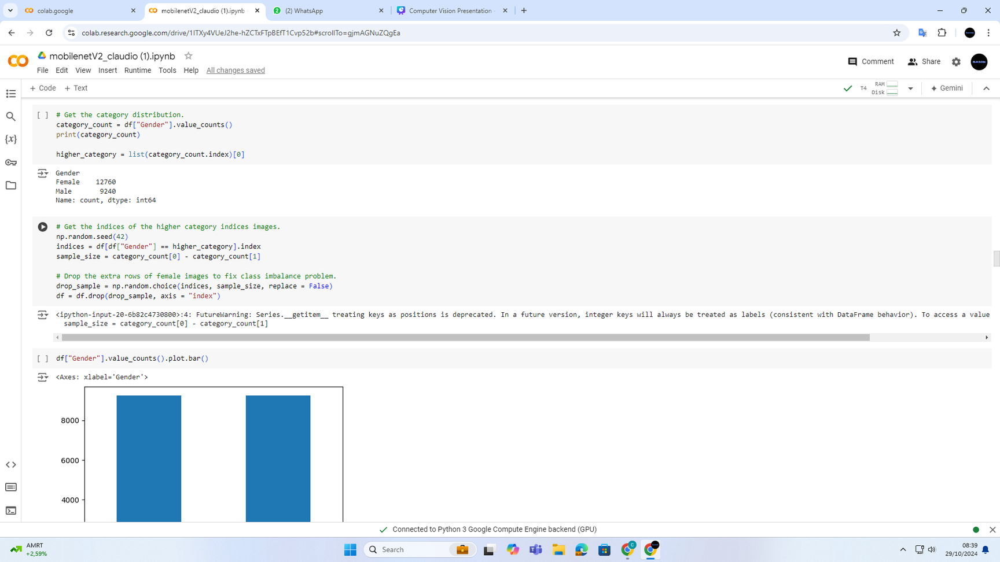 colab.google
mobilenetV2_claudio (1).ipynb -
(2) WhatsApp
Computer Vision Presentation -
colab.research.google.com/drive/1ITXy4VUeJ2he-hZCTxFTpBEfT1Cvp52b#scrollTo=gjmAGNuZQgEa
mobilenetV2_claudio (1).ipynb
Comment
Share
File Edit View Insert Runtime Tools Help All changes saved
+ Code + Text
T4
RAM
Disk
Gemini
[ ] # Get the category distribution.
category_count = df["Gender"].value_counts()
print(category_count)
higher_category = list(category_count.index)[0]
Gender
Female    12760
Male       9240
Name: count, dtype: int64
# Get the indices of the higher category indices images.
np.random.seed(42)
indices = df[df["Gender"] == higher_category].index
sample_size = category_count[0] - category_count[1]
# Drop the extra rows of female images to fix class imbalance problem.
drop_sample = np.random.choice(indices, sample_size, replace = False)
df = df.drop(drop_sample, axis = "index")
<ipython-input-20-6b82c4730800>:4: FutureWarning: Series.__getitem__ treating keys as positions is deprecated. In a future version, integer keys will always be treated as labels (consistent with DataFrame behavior). To access a value
sample_size = category_count[0] - category_count[1]
[ ] df["Gender"].value_counts().plot.bar()
<Axes: xlabel='Gender'>
8000
6000
4000
Connected to Python 3 Google Compute Engine backend (GPU)
AMRT
+2,59%
Search
08:39
29/10/2024